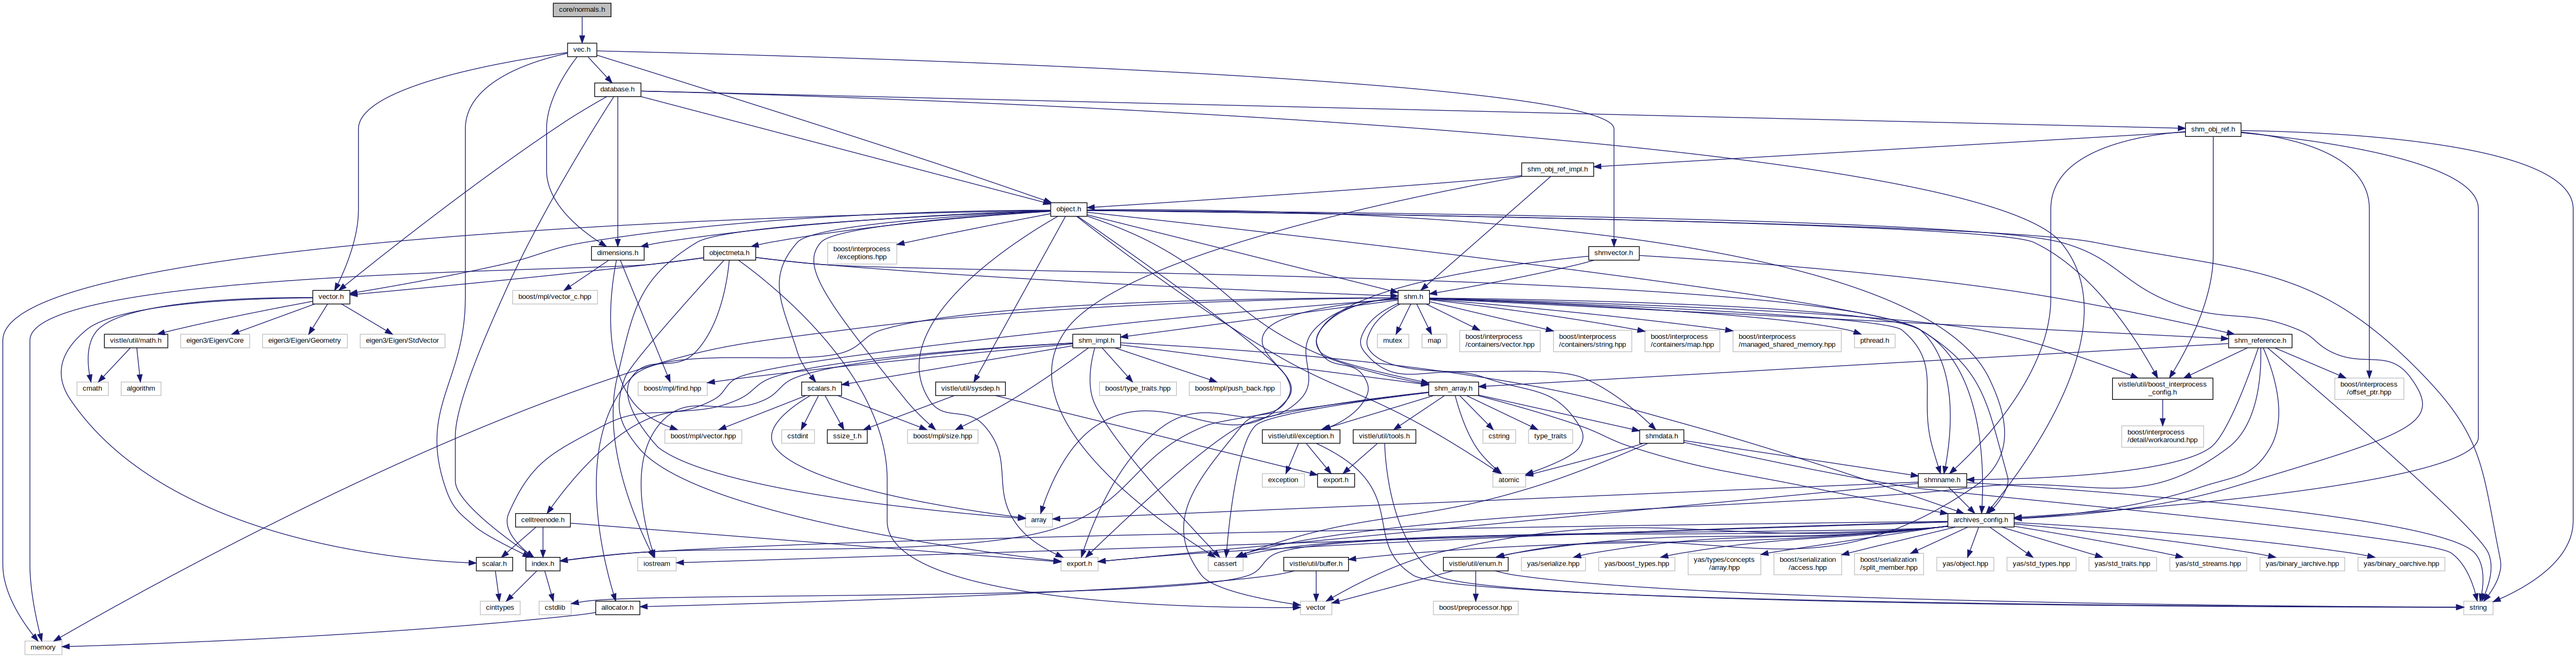 core/normals.h
vec.h
database.h
shm_obj_ref.h
shm_obj_ref_impl.h
object.h
dimensions.h
objectmeta.h
boost/interprocess
/exceptions.hpp
shmvector.h
vector.h
boost/mpl/vector_c.hpp
shm.h
vistle/util/math.h
eigen3/Eigen/Core
eigen3/Eigen/Geometry
eigen3/Eigen/StdVector
shm_impl.h
mutex
map
boost/interprocess
/containers/vector.hpp
boost/interprocess
/containers/string.hpp
boost/interprocess
/containers/map.hpp
boost/interprocess
/managed_shared_memory.hpp
pthread.h
shm_reference.h
cmath
algorithm
boost/mpl/find.hpp
scalars.h
vistle/util/sysdep.h
boost/type_traits.hpp
boost/mpl/push_back.hpp
shm_array.h
vistle/util/boost_interprocess
_config.h
boost/interprocess
/offset_ptr.hpp
boost/mpl/vector.hpp
cstdint
ssize_t.h
boost/mpl/size.hpp
vistle/util/exception.h
vistle/util/tools.h
cstring
type_traits
shmdata.h
boost/interprocess
/detail/workaround.hpp
exception
export.h
atomic
shmname.h
celltreenode.h
array
archives_config.h
scalar.h
index.h
iostream
export.h
cassert
vistle/util/buffer.h
vistle/util/enum.h
yas/serialize.hpp
yas/boost_types.hpp
yas/types/concepts
/array.hpp
boost/serialization
/access.hpp
boost/serialization
/split_member.hpp
yas/object.hpp
yas/std_types.hpp
yas/std_traits.hpp
yas/std_streams.hpp
yas/binary_iarchive.hpp
yas/binary_oarchive.hpp
cinttypes
cstdlib
allocator.h
vector
boost/preprocessor.hpp
string
memory